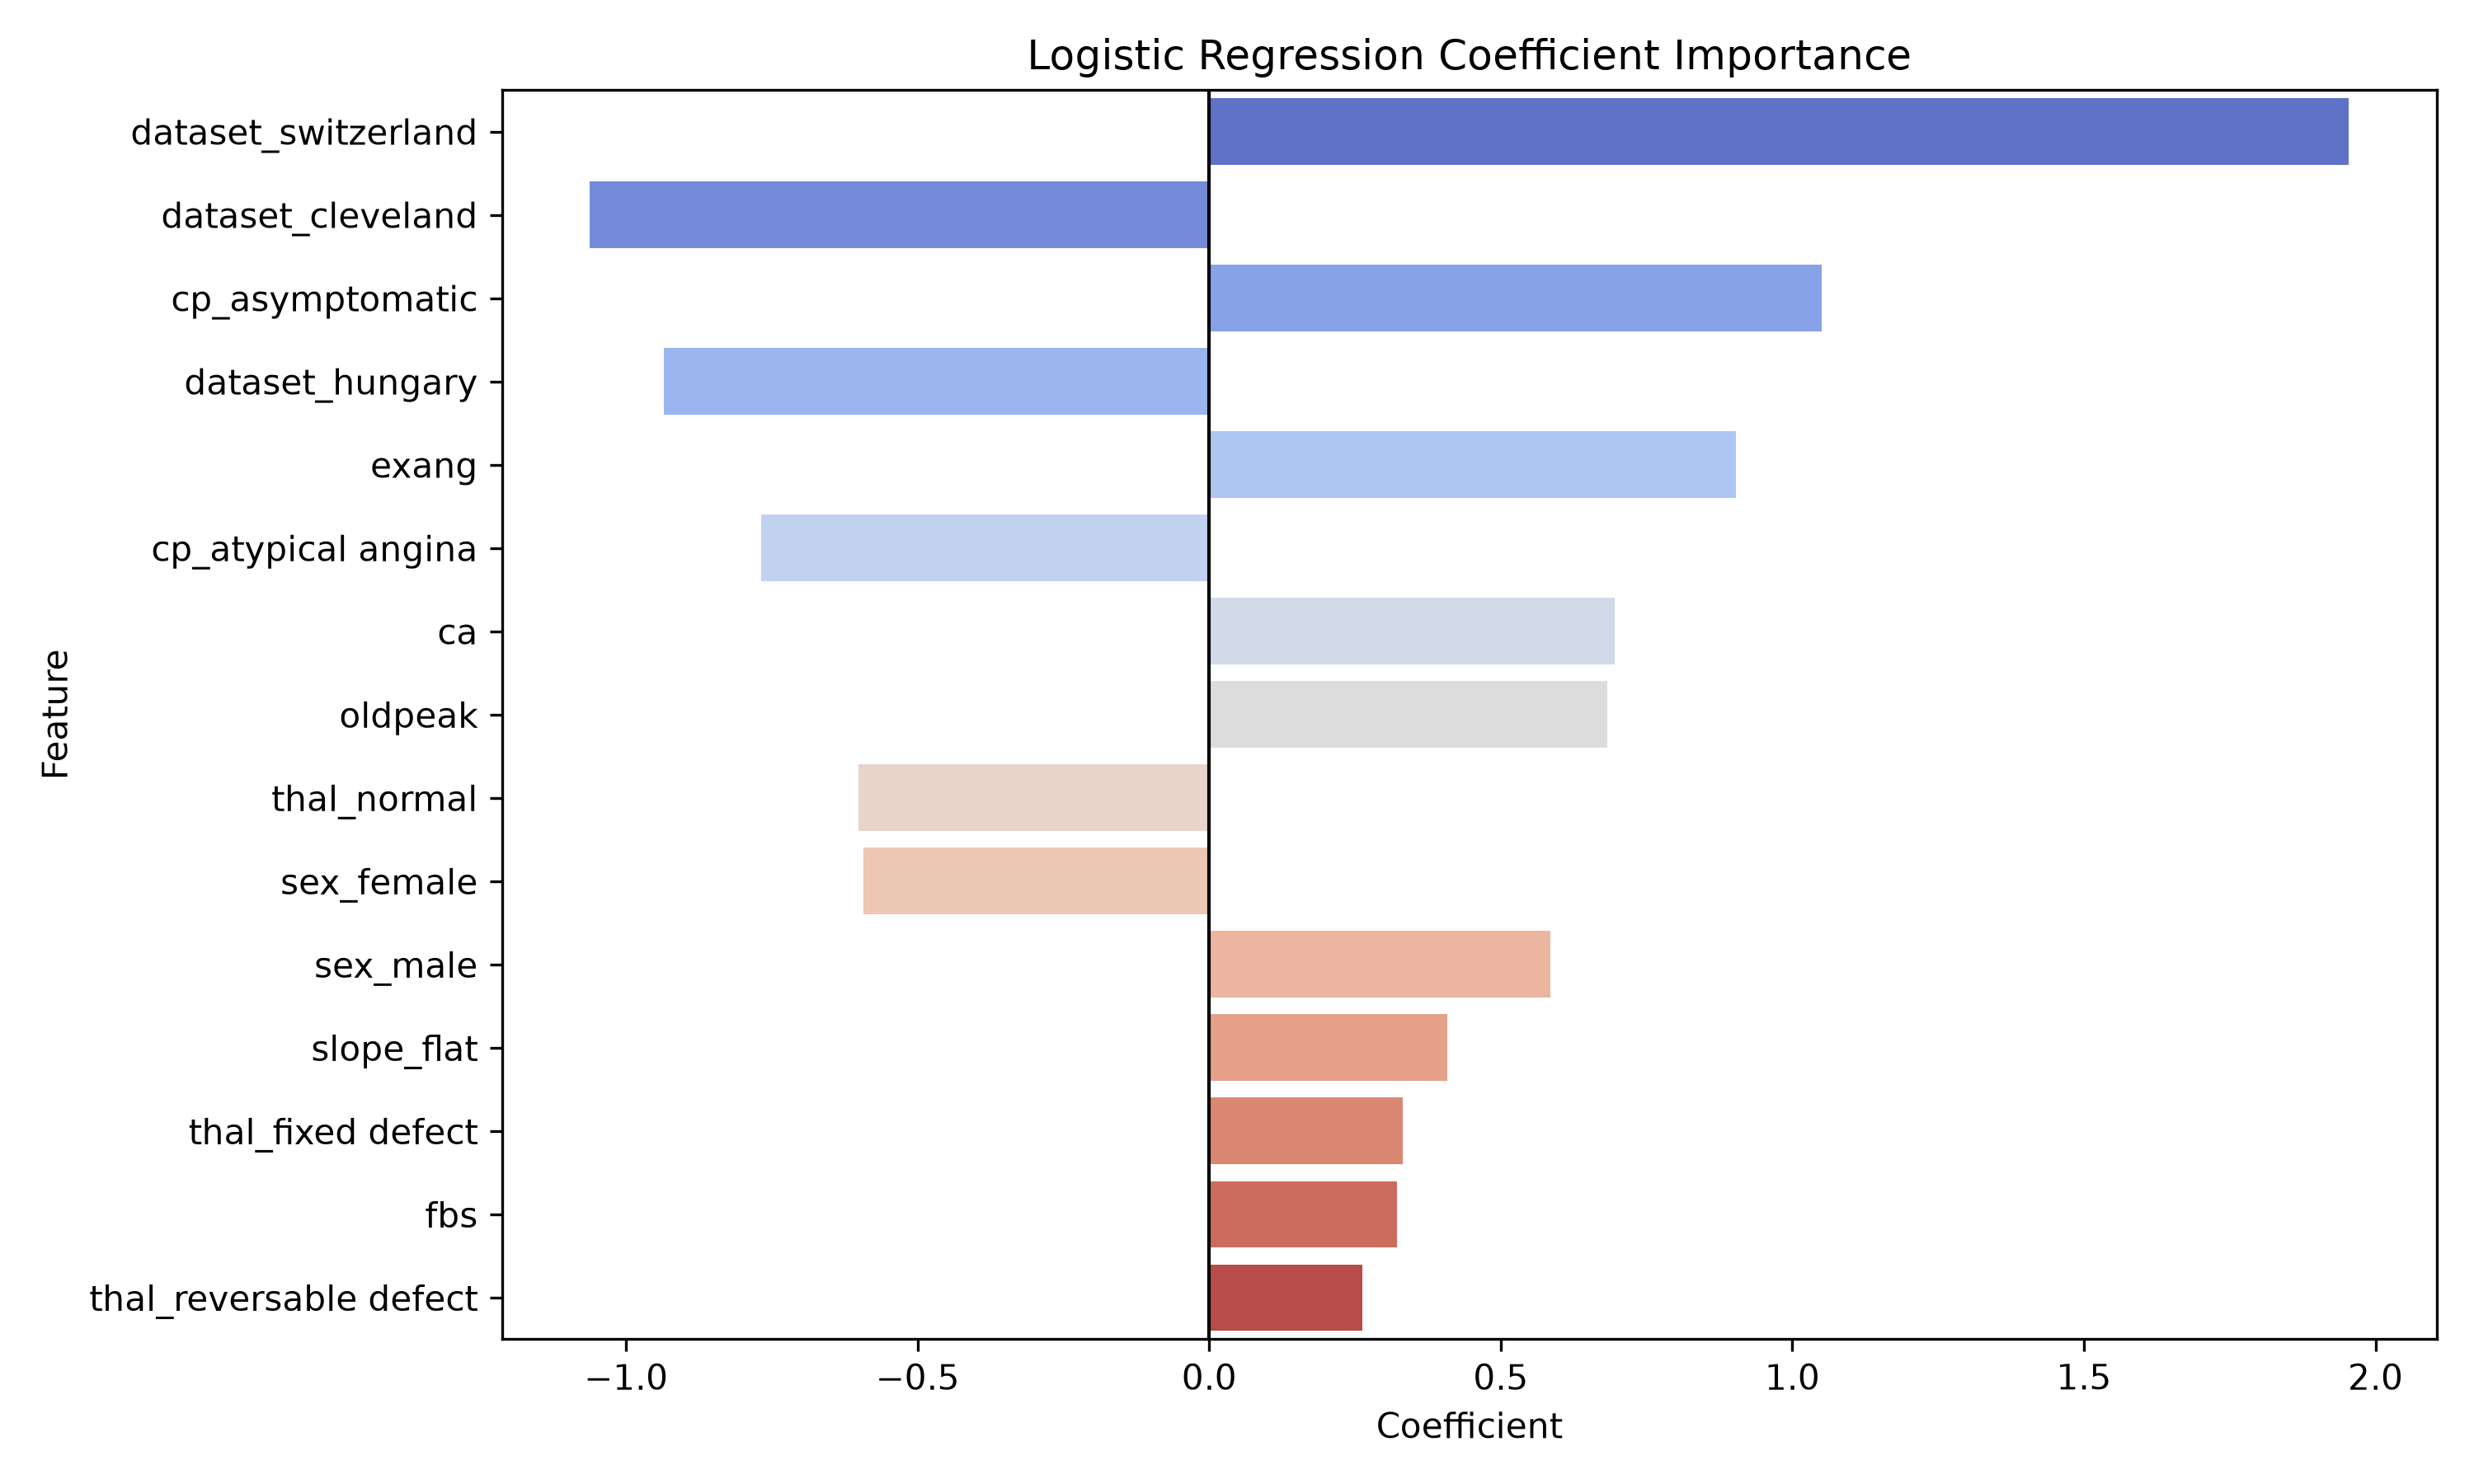 Logistic Regression Coefficient Importance
dataset_switzerland
dataset_cleveland
cp_asymptomatic
dataset_hungary
exang
cp_atypical angina
ca
oldpeak
thal_normal
sex_female
sex_male
slope_flat
thal_fixed defect
fbs
thal_reversable defect
Feature
−1.0 −0.5 0.0 0.5 1.0 1.5 2.0
Coefficient